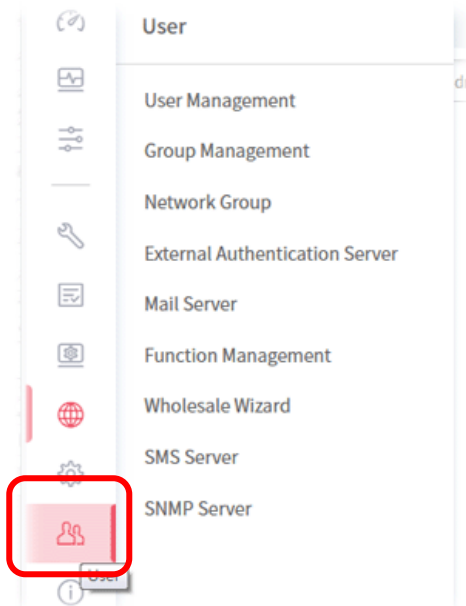 User
User Management
Group Management
Network Group
External Authentication Server
Mail Server
Function Management
Wholesale Wizard
SMS Server
SNMP Server
User